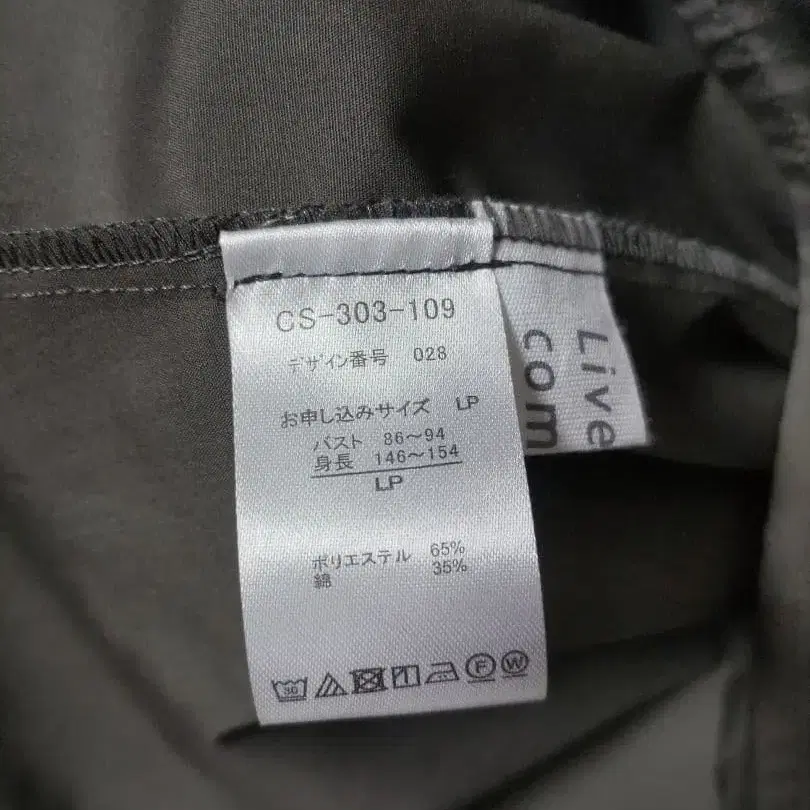 CS-303-109
デザイン番号 028
お申し込みサイズ LP
バスト 86～94
身長 146～154
LP
ポリエステル 65%
綿 35%
30
F
W
Live
com